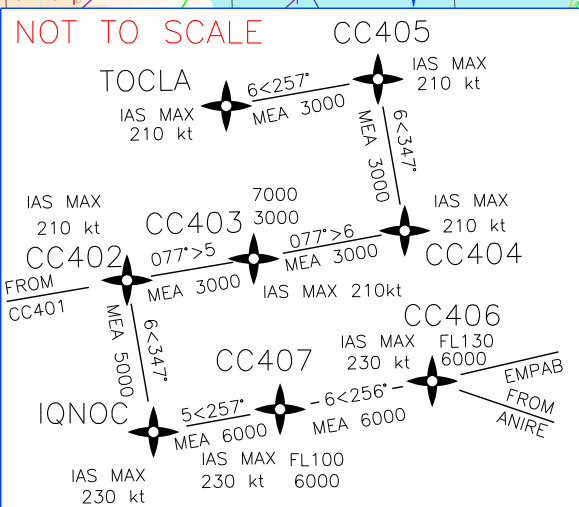 NOT TO SCALE
CC405
TOCLA
6<257°
MEA 3000
IAS MAX
210 kt
IAS MAX
210 kt
6<347°
MEA 3000
IAS MAX
210 kt
7000
3000
CC403
IAS MAX
210 kt
CC402
077°>5
MEA 3000
077°>6
MEA 3000
CC404
IAS MAX 210kt
FROM
CC401
6<347°
MEA 5000
CC406
IAS MAX
230 kt
FL130
6000
CC407
EMPAB
FROM
ANIRE
6<256°
MEA 6000
IQNOC
5<257°
MEA 6000
IAS MAX
230 kt
FL100
6000
IAS MAX
230 kt